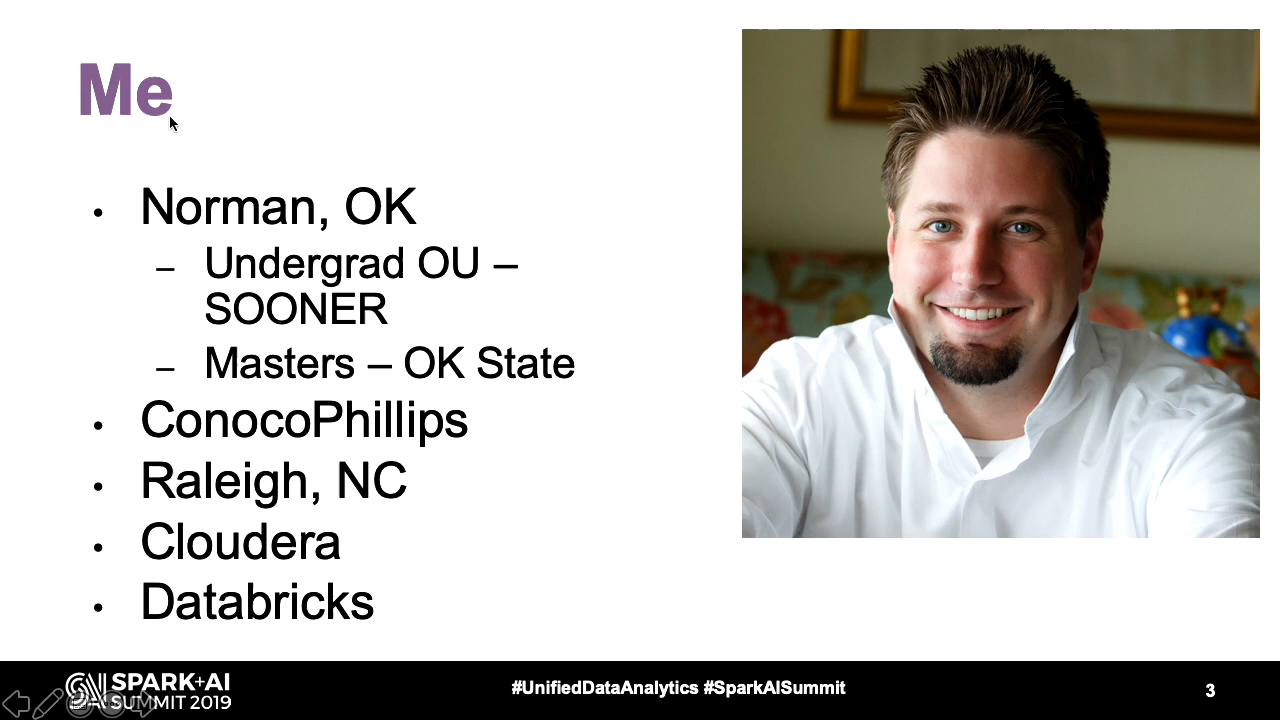 Me
• Norman, OK
– Undergrad OU –
SOONER
– Masters – OK State
• ConocoPhillips
• Raleigh, NC
• Cloudera
• Databricks
SPARK+AI
SUMMIT 2019
#UnifiedDataAnalytics #SparkAISummit
3